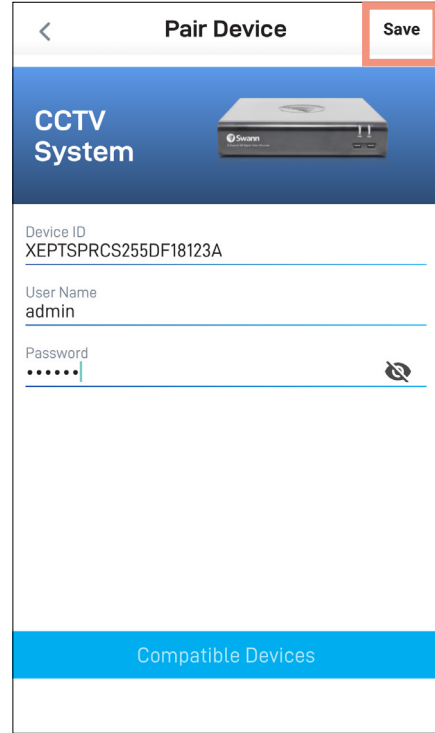 Pair Device
Save
CCTV
System
Swann
Device ID
XEPTSPRCS255DF18123A
User Name
admin
Password
••••••
Compatible Devices